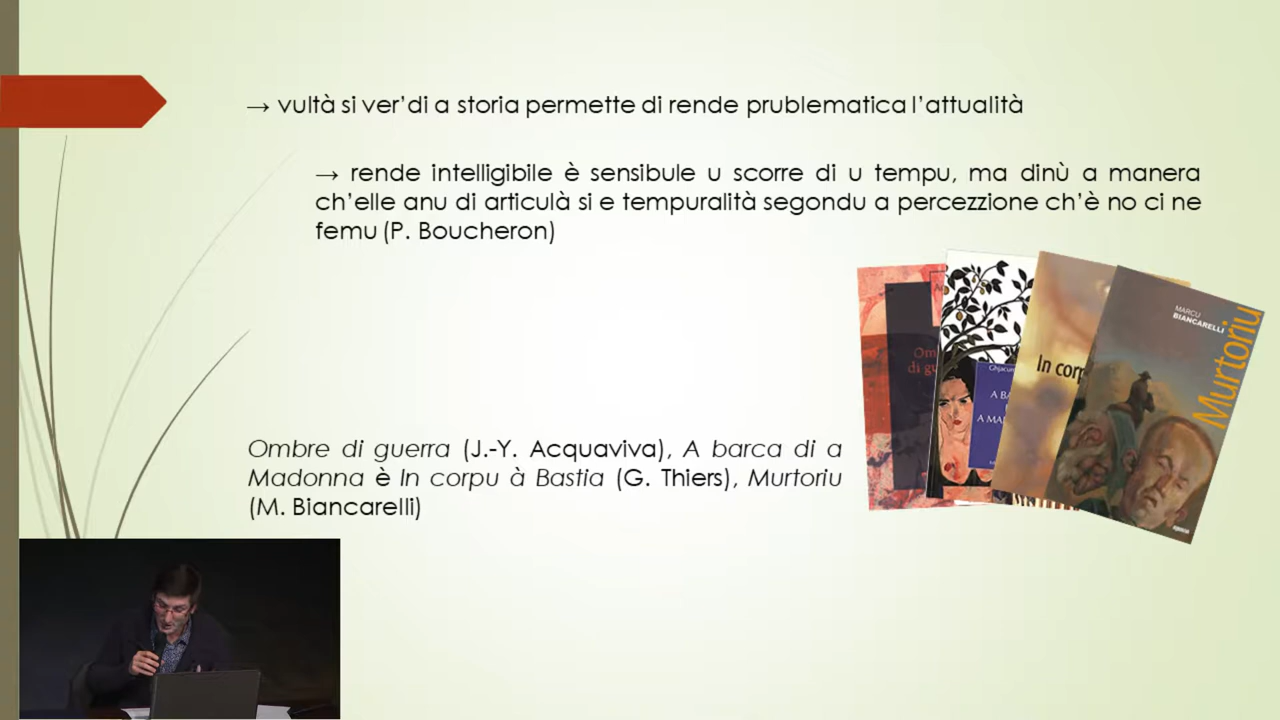 → vultà si ver'di a storia permette di rende prublematica l'attualità
→ rende intelligibile è sensibule u scorre di u tempu, ma dinù a manera
ch'elle anu di articulà si e tempuralità segondu a percezzione ch'è no ci ne
femu (P. Boucheron)
Ombre di guerra (J.-Y. Acquaviva), A barca di a
Madonna è In corpu à Bastia (G. Thiers), Murtoriu
(M. Biancarelli)
In corp
MARCU
BIANCARELLI
Murtoriu